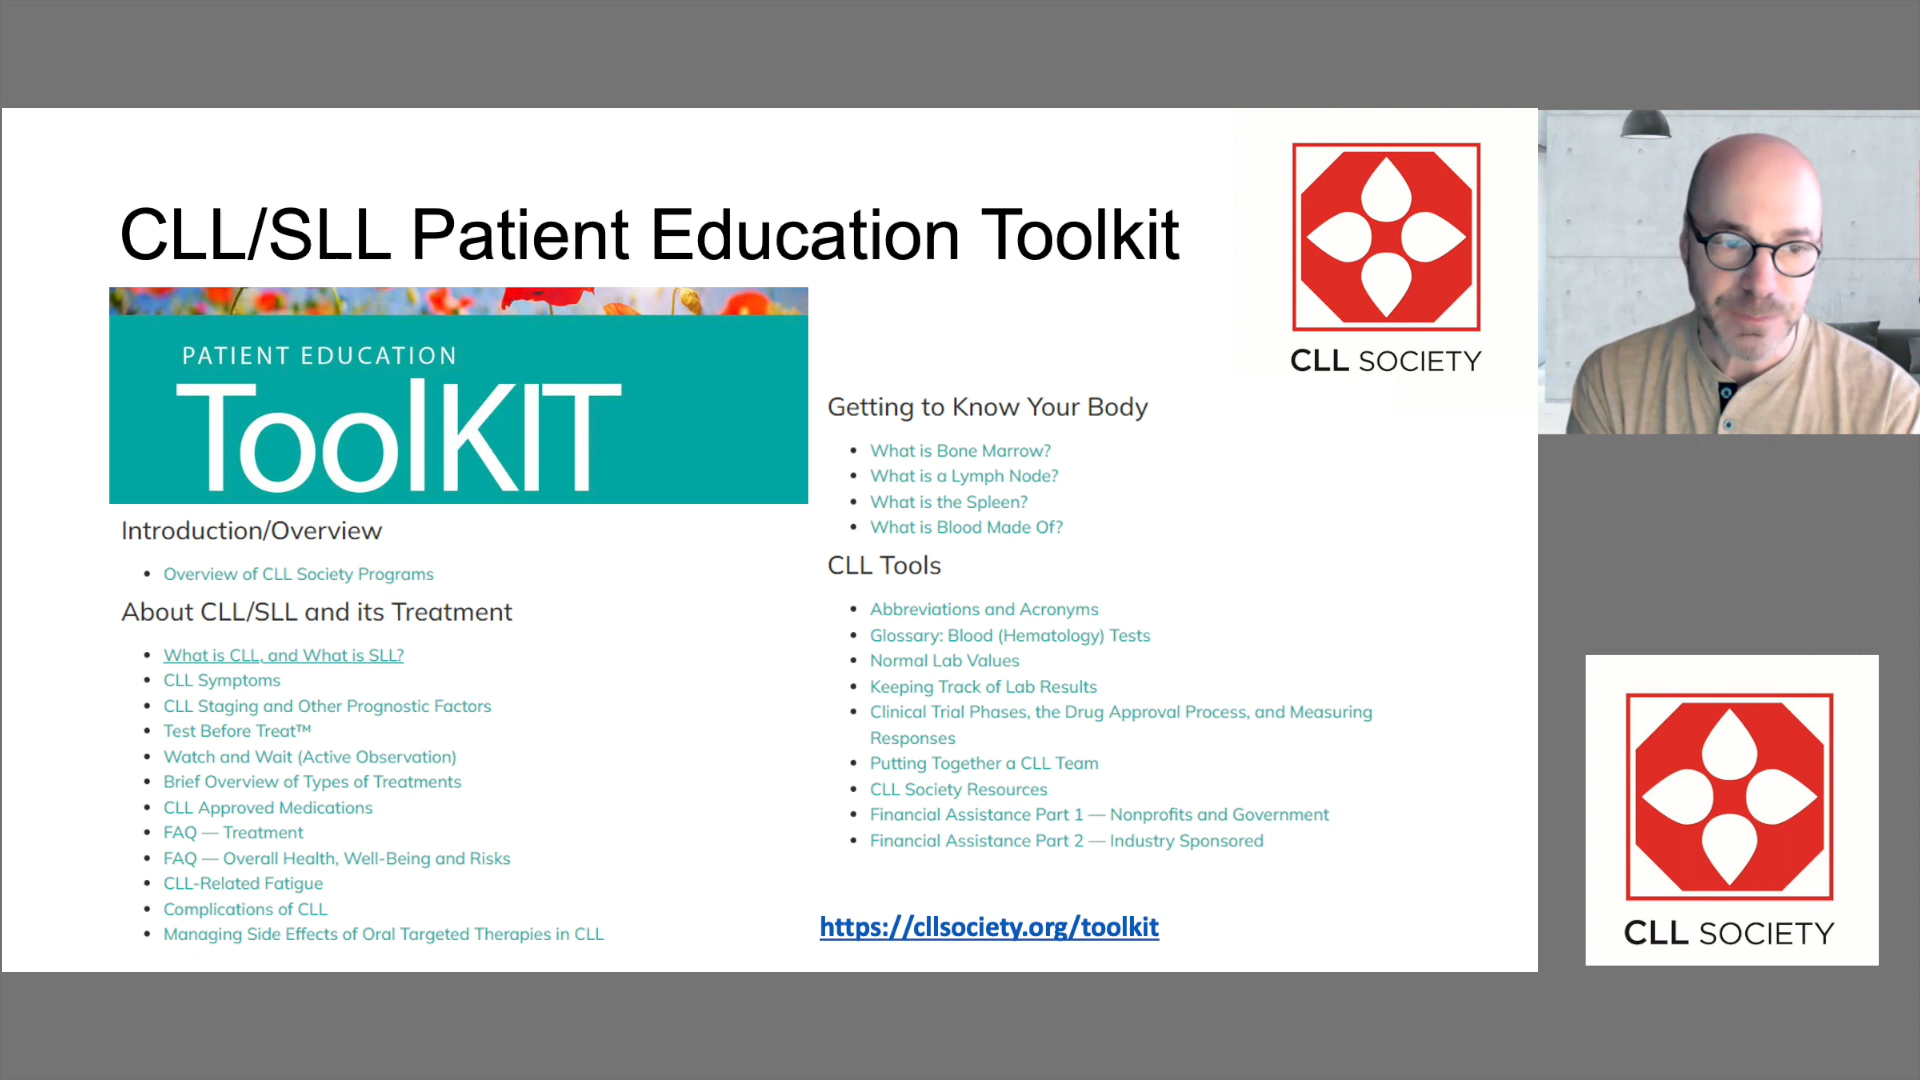 CLL/SLL Patient Education Toolkit
PATIENT EDUCATION
ToolKIT
Introduction/Overview
• Overview of CLL Society Programs
About CLL/SLL and its Treatment
• What is CLL, and What is SLL?
• CLL Symptoms
• CLL Staging and Other Prognostic Factors
• Test Before Treat™
• Watch and Wait (Active Observation)
• Brief Overview of Types of Treatments
• CLL Approved Medications
• FAQ — Treatment
• FAQ — Overall Health, Well-Being and Risks
• CLL-Related Fatigue
• Complications of CLL
• Managing Side Effects of Oral Targeted Therapies in CLL
CLL SOCIETY
Getting to Know Your Body
• What is Bone Marrow?
• What is a Lymph Node?
• What is the Spleen?
• What is Blood Made Of?
CLL Tools
• Abbreviations and Acronyms
• Glossary: Blood (Hematology) Tests
• Normal Lab Values
• Keeping Track of Lab Results
• Clinical Trial Phases, the Drug Approval Process, and Measuring
Responses
• Putting Together a CLL Team
• CLL Society Resources
• Financial Assistance Part 1 — Nonprofits and Government
• Financial Assistance Part 2 — Industry Sponsored
https://cllsociety.org/toolkit
CLL SOCIETY